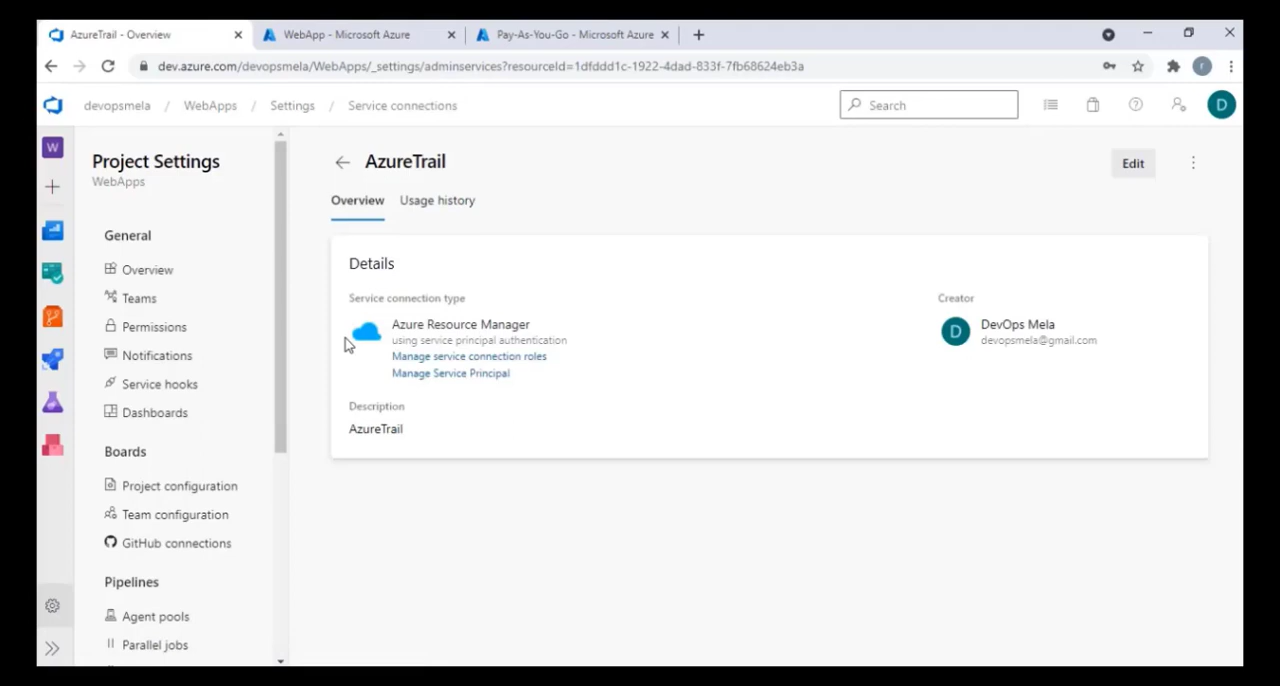 AzureTrail - Overview
WebApp - Microsoft Azure
Pay-As-You-Go - Microsoft Azure
dev.azure.com/devopsmela/WebApps/_settings/adminservices?resourceId=1dfddd1c-1922-4dad-833f-7fb68624eb3a
r
devopsmela / WebApps / Settings / Service connections
Search
D
W
Project Settings
WebApps
General
Overview
Teams
Permissions
Notifications
Service hooks
Dashboards
Boards
Project configuration
Team configuration
GitHub connections
Pipelines
Agent pools
Parallel jobs
AzureTrail
Edit
Overview
Usage history
Details
Service connection type
Azure Resource Manager
using service principal authentication
Manage service connection roles
Manage Service Principal
Creator
D
DevOps Mela
devopsmela@gmail.com
Description
AzureTrail